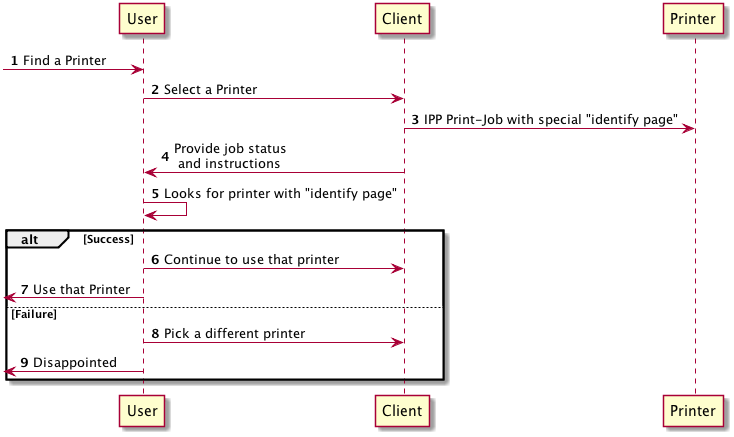 User Client Printer
1 Find a Printer
2 Select a Printer
3 IPP Print-Job with special "identify page"
4 Provide job status
and instructions
5 Looks for printer with "identify page"
alt [Success]
6 Continue to use that printer
7 Use that Printer
[Failure]
8 Pick a different printer
9 Disappointed
User Client Printer